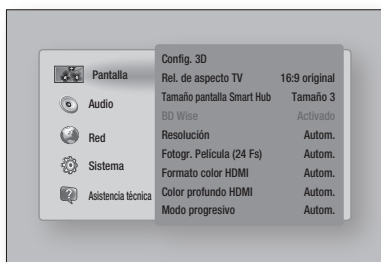 Pantalla
Audio
Red
Sistema
Asistencia técnica
Config. 3D
Rel. de aspecto TV 16:9 original
Tamaño pantalla Smart Hub Tamaño 3
BD Wise Activado
Resolución Autom.
Fotogr. Película (24 Fs) Autom.
Formato color HDMI Autom.
Color profundo HDMI Autom.
Modo progresivo Autom.